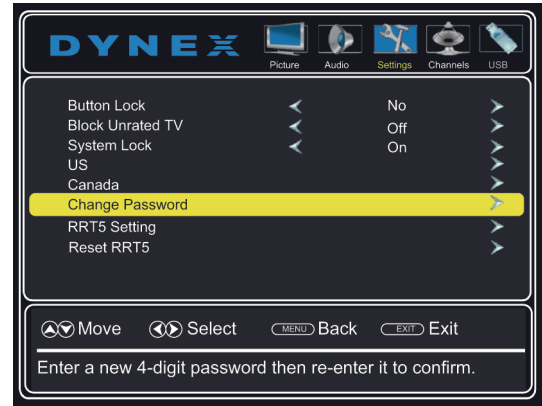 DYNEX
Picture Audio Settings Channels USB
Button Lock No
Block Unrated TV Off
System Lock On
US
Canada
Change Password
RRT5 Setting
Reset RRT5
Move Select MENU Back EXIT Exit
Enter a new 4-digit password then re-enter it to confirm.